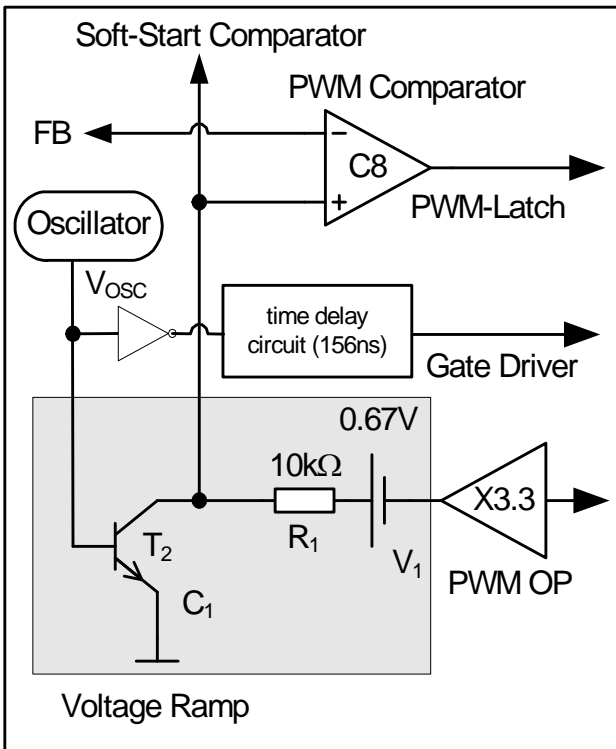 Soft-Start Comparator
PWM Comparator
FB
−
C8
+
PWM-Latch
Oscillator
V_OSC
time delay
circuit (156ns)
Gate Driver
0.67V
10kΩ
X3.3
R₁
T₂
V₁
PWM OP
C₁
Voltage Ramp